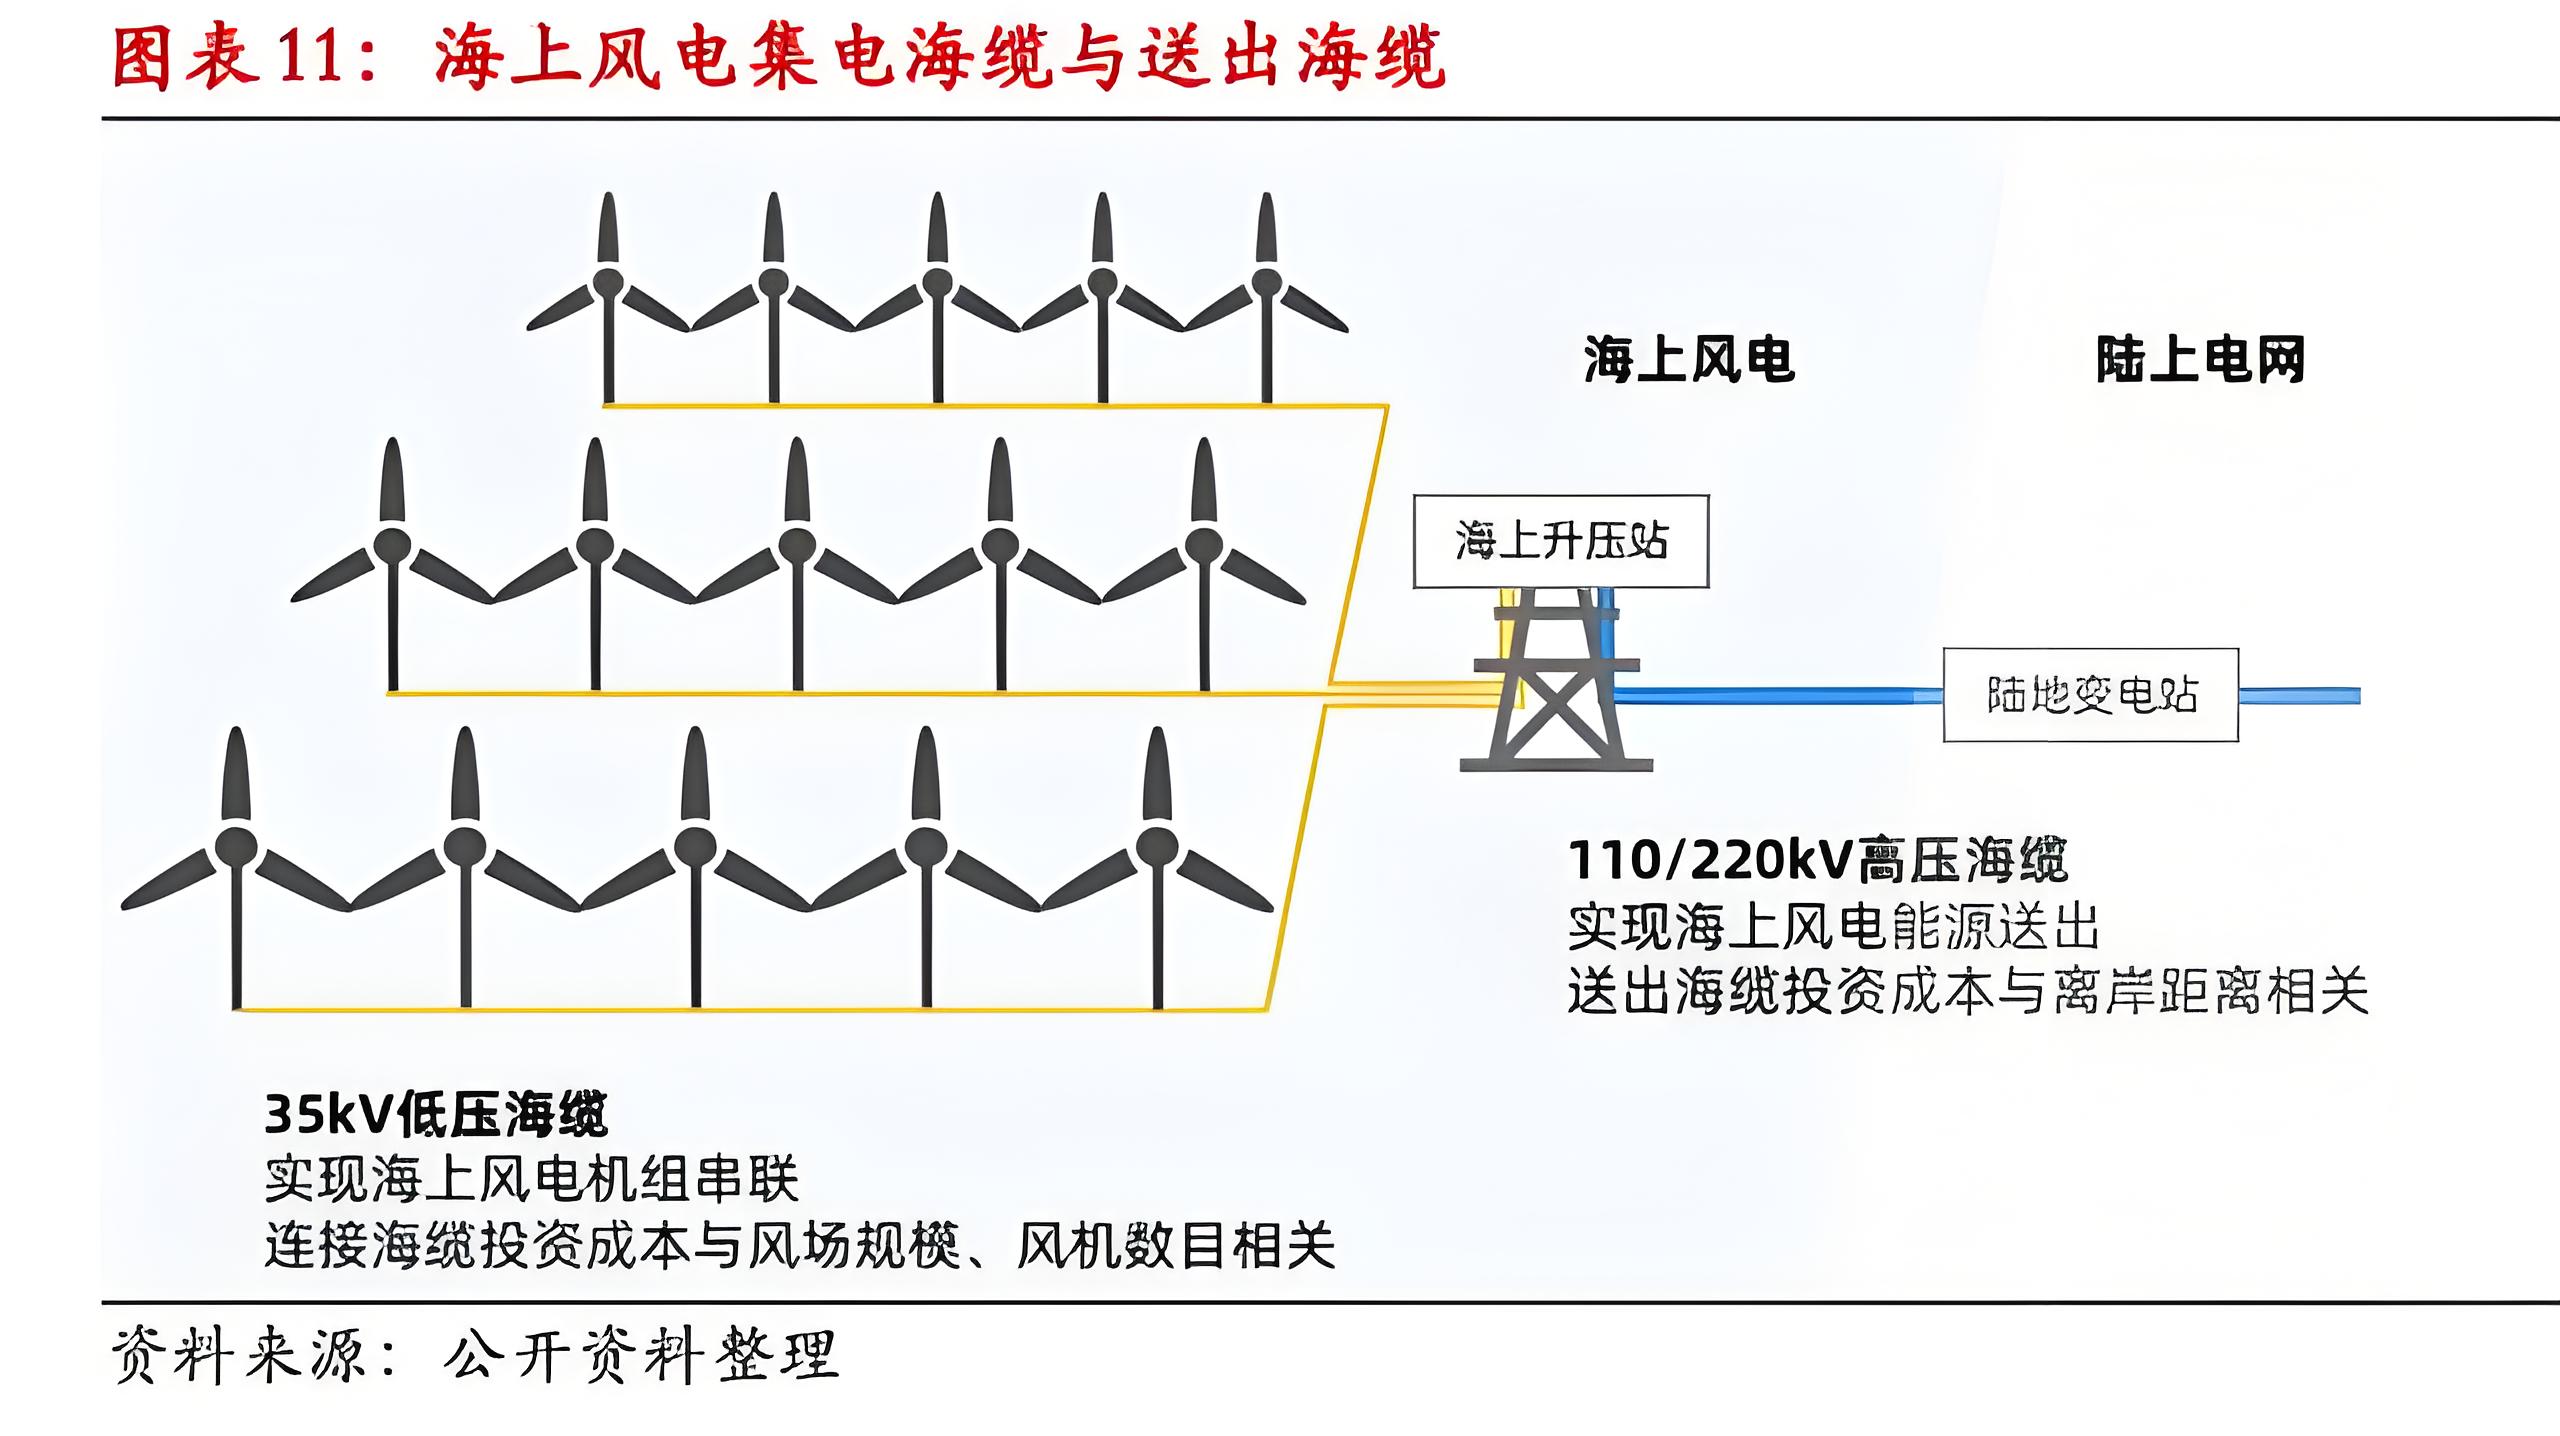 图表 11：海上风电集电海缆与送出海缆
海上风电
陆上电网
海上升压站
陆地变电站
110/220kV高压海缆
实现海上风电能源送出
送出海缆投资成本与离岸距离相关
35kV低压海缆
实现海上风电机组串联
连接海缆投资成本与风场规模、风机数目相关
资料来源：公开资料整理